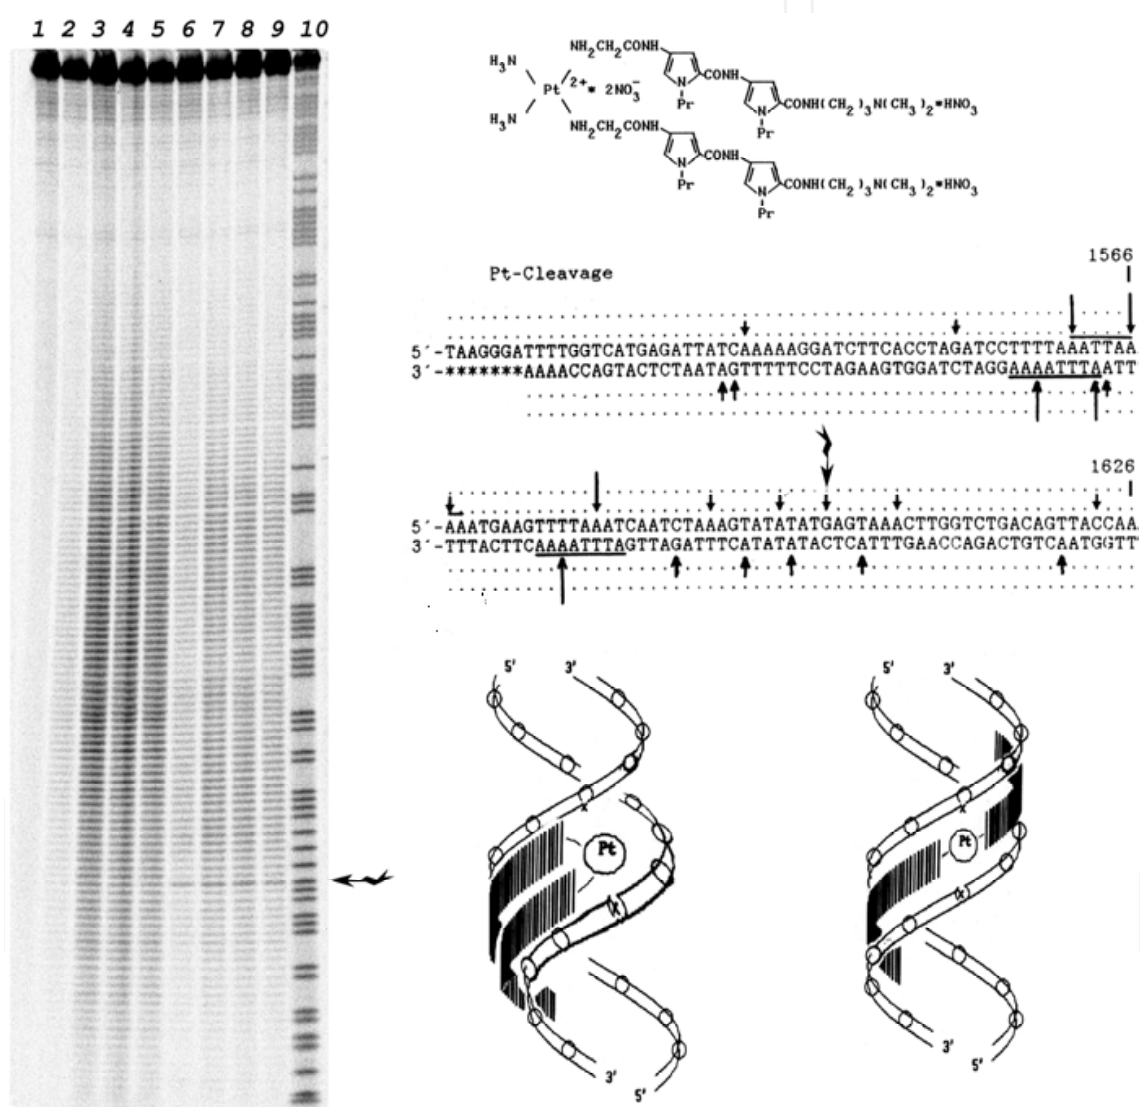 1 2 3 4 5 6 7 8 9 10
NH₂CH₂CONH
H₃N
CONH
Pt 2+ * 2NO₃⁻
N
Pr
CONH(CH₂)₃N(CH₃)₂*HNO₃
N
Pr
H₃N
NH₂CH₂CONH
CONH
N
Pr
CONH(CH₂)₃N(CH₃)₂*HNO₃
N
Pr
1566
Pt-Cleavage
5´-TAAGGGATTTTGGTCATGAGATTATCAAAAAGGATCTTCACCTAGATCCTTTTAAATTAA
3´-*******AAAACCAGTACTCTAATAGTTTTTCCTAGAAGTGGATCTAGGAAAATTTAATT
1626
5´-AAATGAAGTTTTAAATCAATCTAAAGTATATATGAGTAAACTTGGTCTGACAGTTACCAA
3´-TTTACTTCAAAATTTAGTTAGATTTCATATATACTCATTTGAACCAGACTGTCAATGGTT
5' 3'
x
Pt
x
3'
5'
5' 3'
x
Pt
x
3'
5'